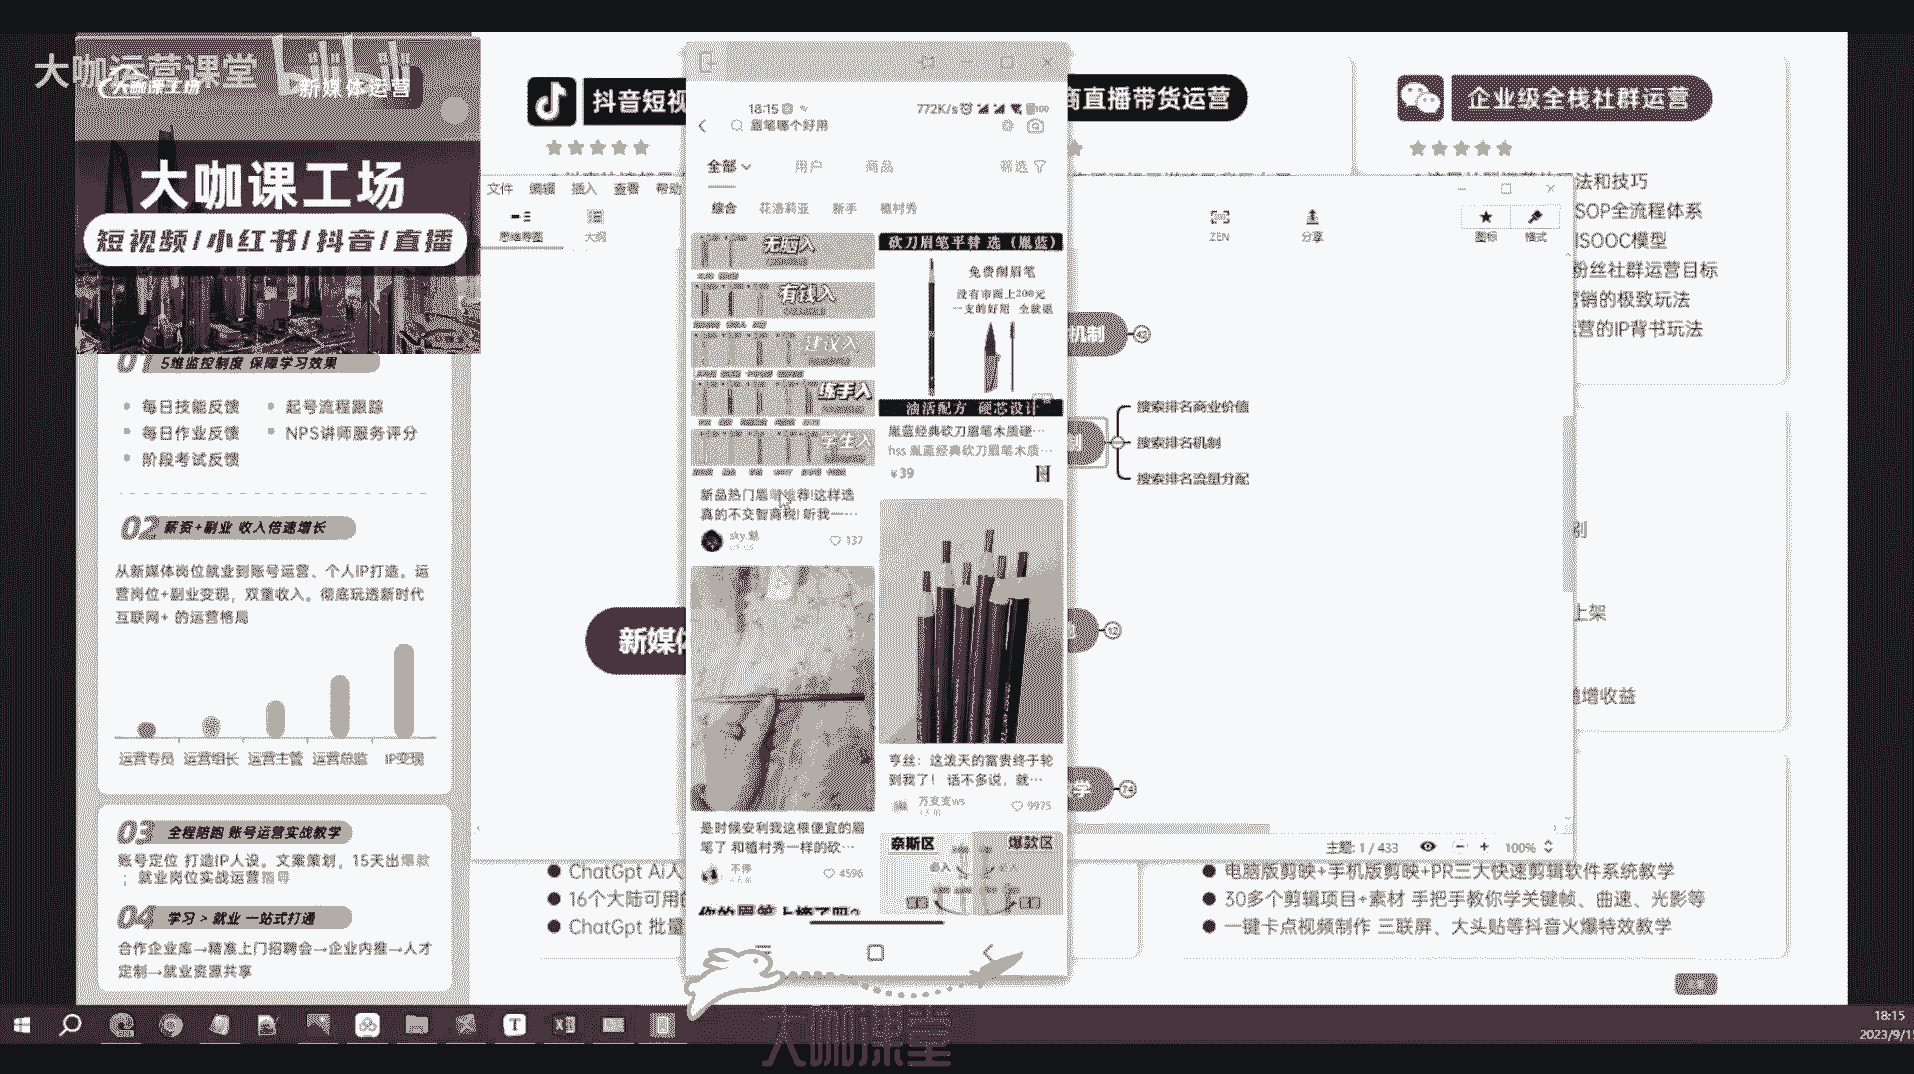 大咖运营课堂
bilibili
大咖课工场
新媒体运营
大咖课工场
短视频/小红书/抖音/直播
01 5维监控制度 保障学习效果
每日技能反馈
起号流程跟踪
每日作业反馈
NPS讲师服务评分
阶段考试反馈
02 薪资+副业 收入倍速增长
从新媒体岗位就业到账号运营、个人IP打造。运
营岗位+副业变现，双重收入。彻底玩透新时代
互联网+ 的运营格局
运营专员 运营组长 运营主管 运营总监 IP变现
03 全程陪跑 账号运营实战教学
账号定位 打造IP人设。文案策划，15天出爆款
；就业岗位实战运营指导
04 学习 > 就业 一站式打通
合作企业库→精准上门招聘会→企业内推→人才
定制→就业资源共享
抖音短视
商直播带货运营
企业级全栈社群运营
文件 编辑 插入 查看 帮助
思维导图
大纲
ZEN
分享
图标
格式
18:15
772K/s
100
眉笔哪个好用
全部
用户
商品
筛选
综合
花洛莉亚
新手
植村秀
无脑入
有钱入
建议入
练手入
学生入
新品热门眉笔推荐!这样选
真的不交智商税! 听我一…
sky.魅
137
砍刀眉笔平替 选（胤蓝）
免费削眉笔
没有市面上200元
一支的好用 全就送
油活配方 硬芯设计
胤蓝经典砍刀眉笔木质硬…
hss 胤蓝经典砍刀眉笔木质…
¥39
是时候安利我这根便宜的眉
笔了 和植村秀一样的砍…
不停
4596
你的眉笔上榜了吗?
亨丝：这泼天的富贵终于轮
到我了！ 话不多说，就…
万支支ws
9975
奈斯区
爆款区
新媒体
机制
42
制
搜索排名商业价值
搜索排名机制
搜索排名流量分配
12
学
74
主题: 1 / 433
100%
法和技巧
SOP全流程体系
ISOOC模型
粉丝社群运营目标
营销的极致玩法
运营的IP背书玩法
别
上架
递增收益
ChatGpt AI人
16个大陆可用
ChatGpt 批量
电脑版剪映+手机版剪映+PR三大快速剪辑软件系统教学
30多个剪辑项目+素材 手把手教你学关键帧、曲速、光影等
一键卡点视频制作 三联屏、大头贴等抖音火爆特效教学
大咖课堂
18:15
2023/9/1